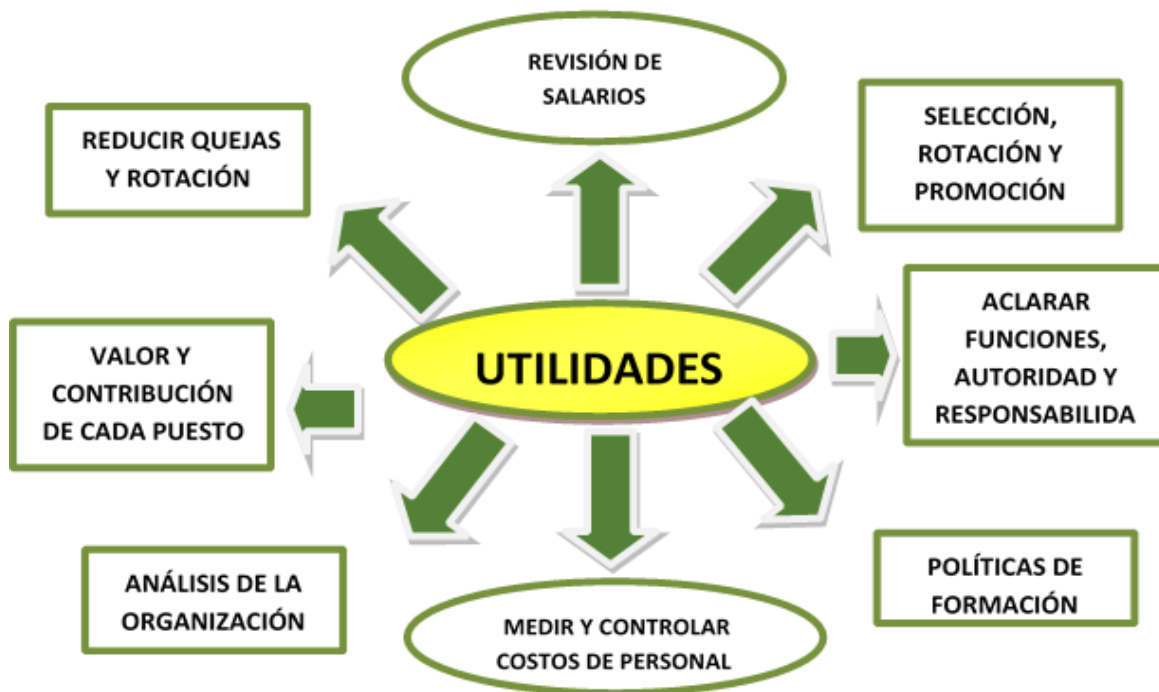 REVISIÓN DE
SALARIOS
REDUCIR QUEJAS
Y ROTACIÓN
SELECCIÓN,
ROTACIÓN Y
PROMOCIÓN
VALOR Y
CONTRIBUCIÓN
DE CADA PUESTO
UTILIDADES
ACLARAR
FUNCIONES,
AUTORIDAD Y
RESPONSABILIDA
ANÁLISIS DE LA
ORGANIZACIÓN
MEDIR Y CONTROLAR
COSTOS DE PERSONAL
POLÍTICAS DE
FORMACIÓN